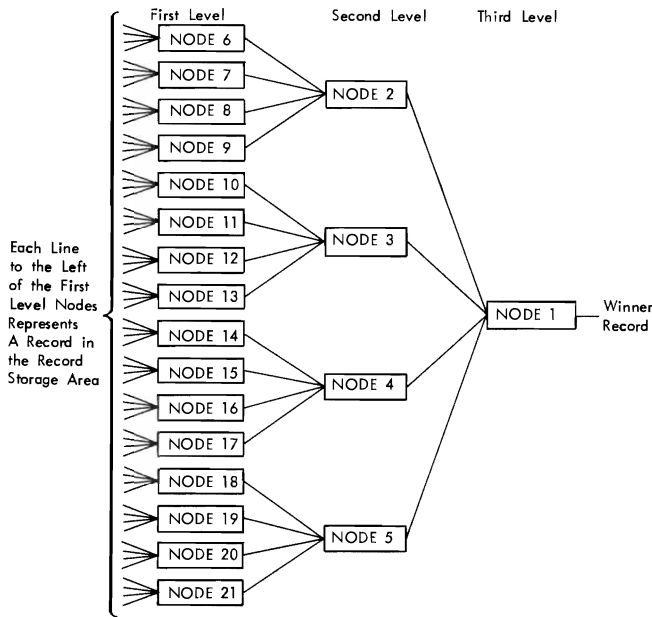 First Level
Second Level
Third Level
NODE 6
NODE 7
NODE 8
NODE 9
NODE 10
NODE 11
NODE 12
NODE 13
NODE 14
NODE 15
NODE 16
NODE 17
NODE 18
NODE 19
NODE 20
NODE 21
NODE 2
NODE 3
NODE 4
NODE 5
NODE 1
Winner
Record
Each Line
to the Left
of the First
Level Nodes
Represents
A Record in
the Record
Storage Area